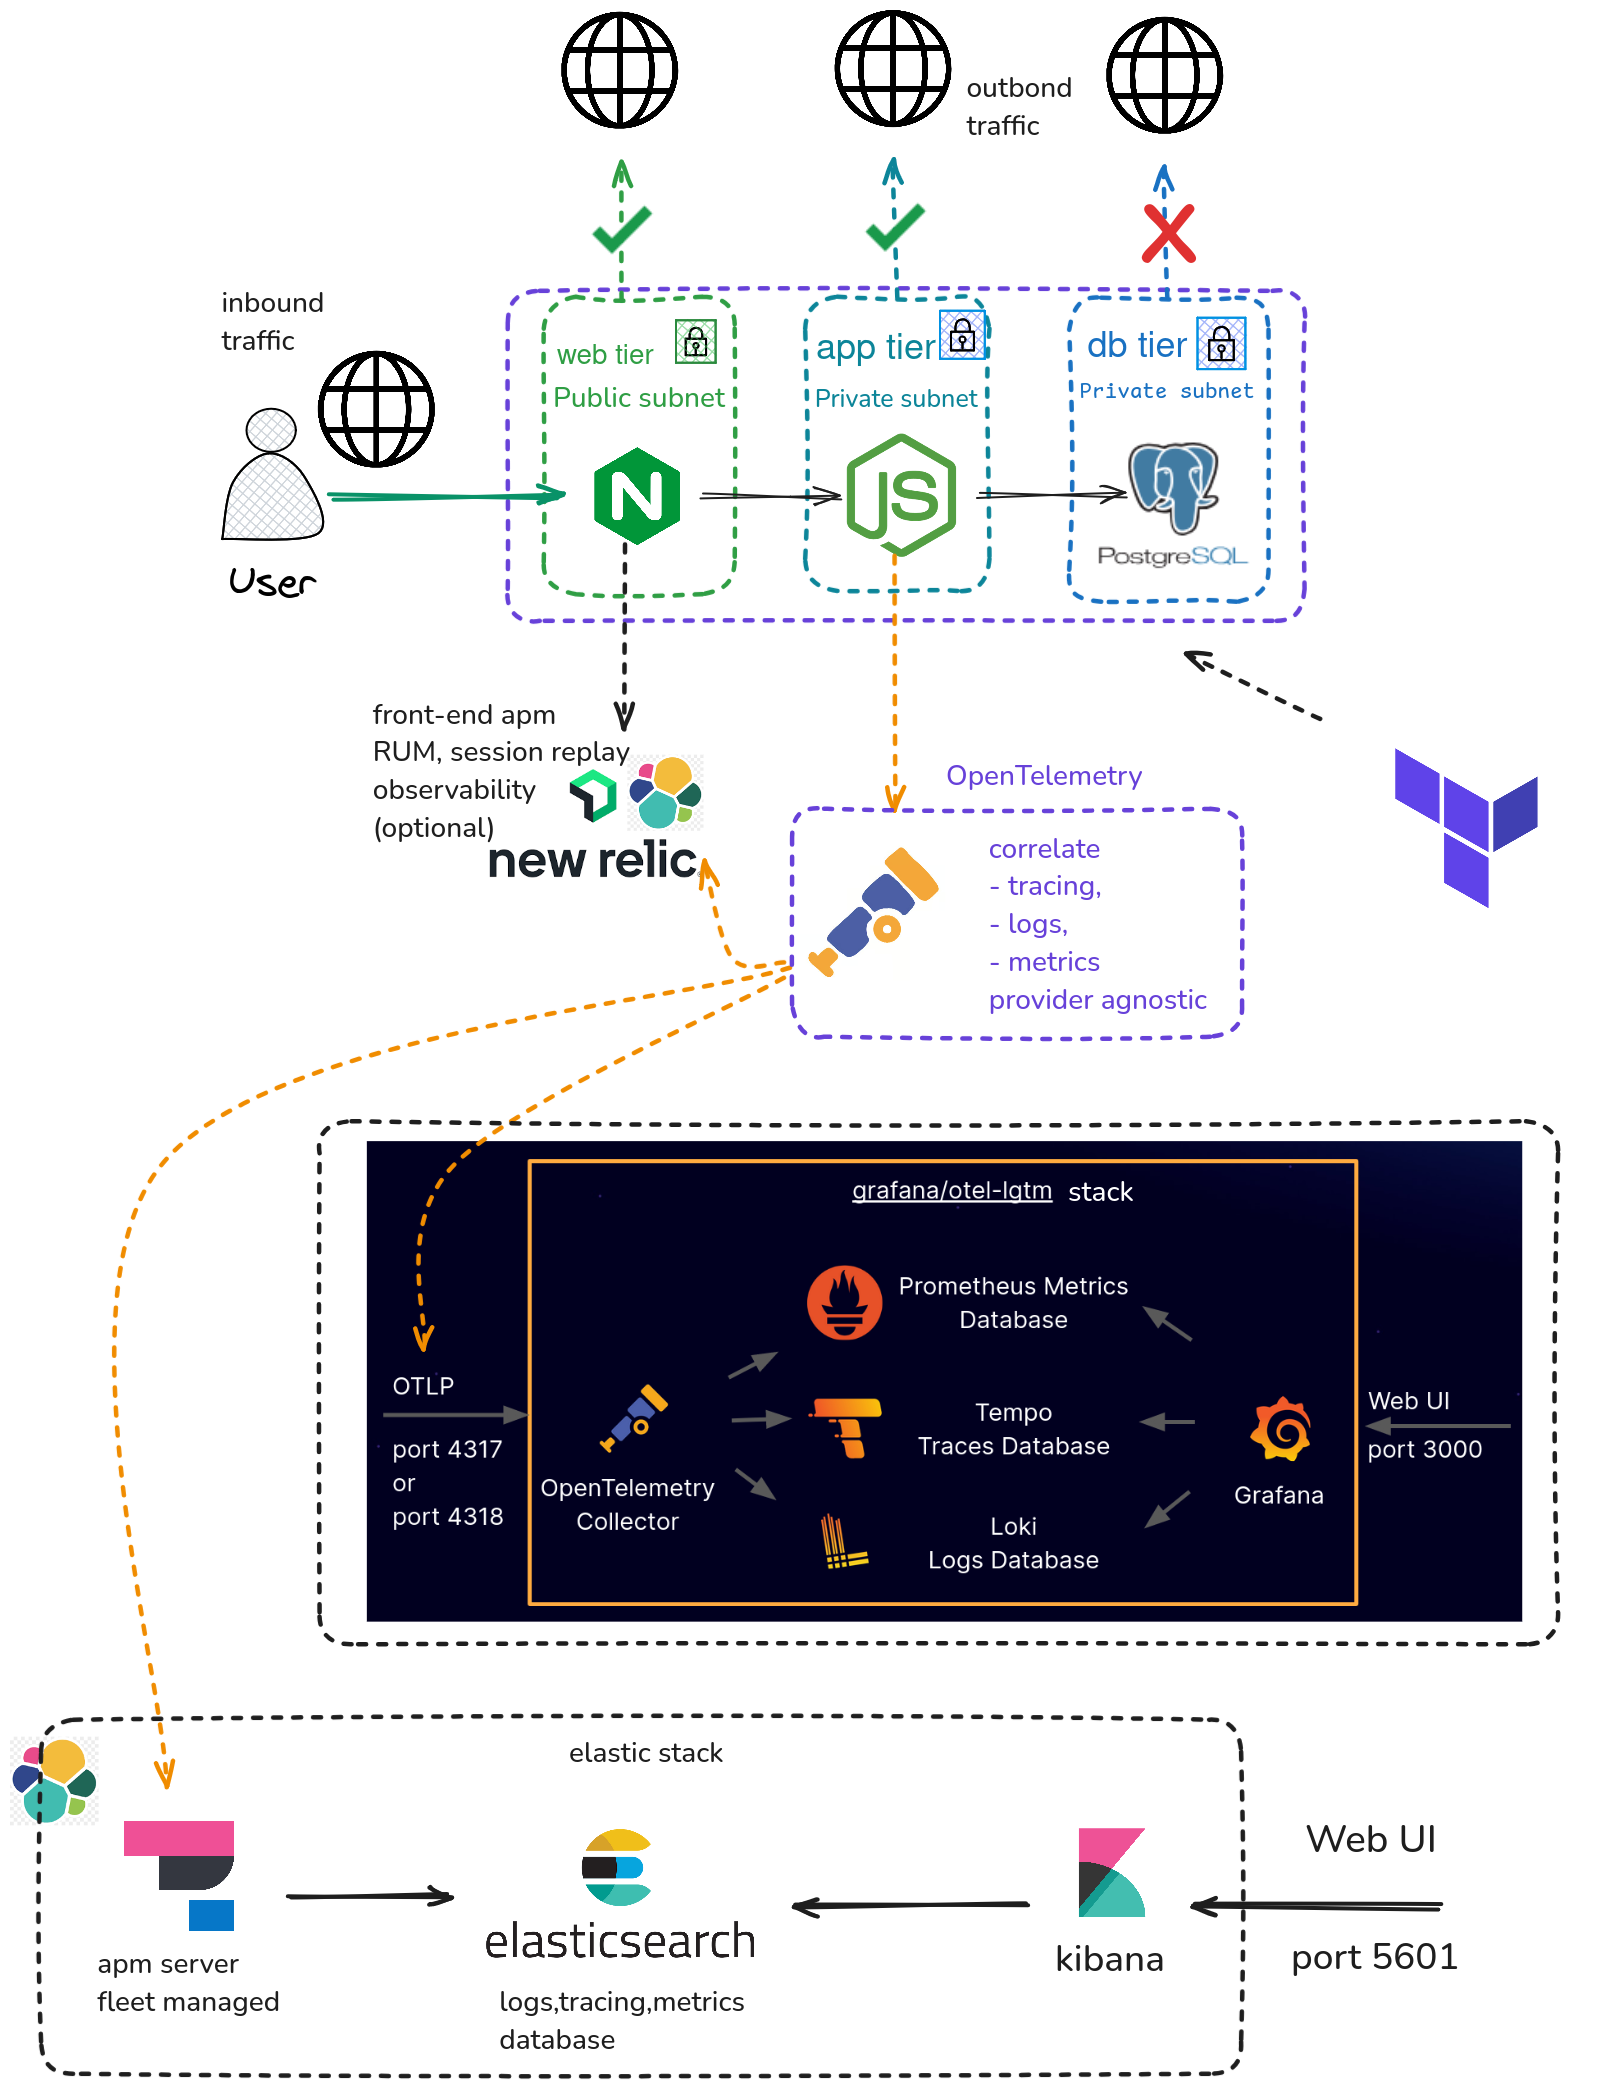 outbond
traffic
inbound
traffic
web tier
Public subnet
app tier
Private subnet
db tier
Private subnet
N
JS
PostgreSQL
User
front-end apm
RUM, session replay
observability
(optional)
new relic
OpenTelemetry
correlate
- tracing,
- logs,
- metrics
provider agnostic
grafana/otel-lgtm stack
Prometheus Metrics
Database
OTLP
port 4317
or
port 4318
OpenTelemetry
Collector
Tempo
Traces Database
Loki
Logs Database
Grafana
Web UI
port 3000
elastic stack
apm server
fleet managed
elasticsearch
logs,tracing,metrics
database
kibana
Web UI
port 5601